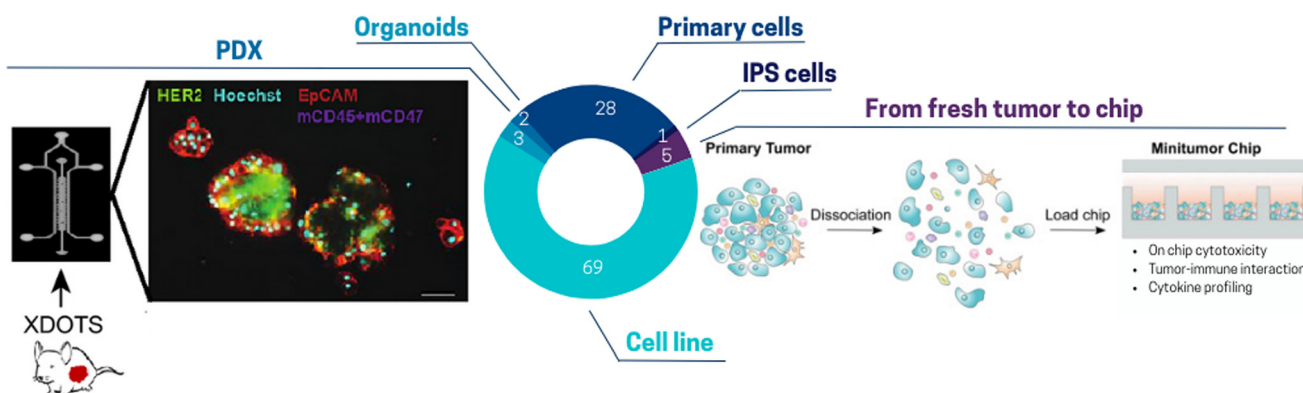 Organoids
Primary cells
PDX
IPS cells
From fresh tumor to chip
HER2 Hoechst EpCAM
mCD45+mCD47
28
2
3
1
5
69
Cell line
XDOTS
Primary Tumor
Dissociation
Load chip
Minitumor Chip
• On chip cytotoxicity
• Tumor-immune interaction
• Cytokine profiling